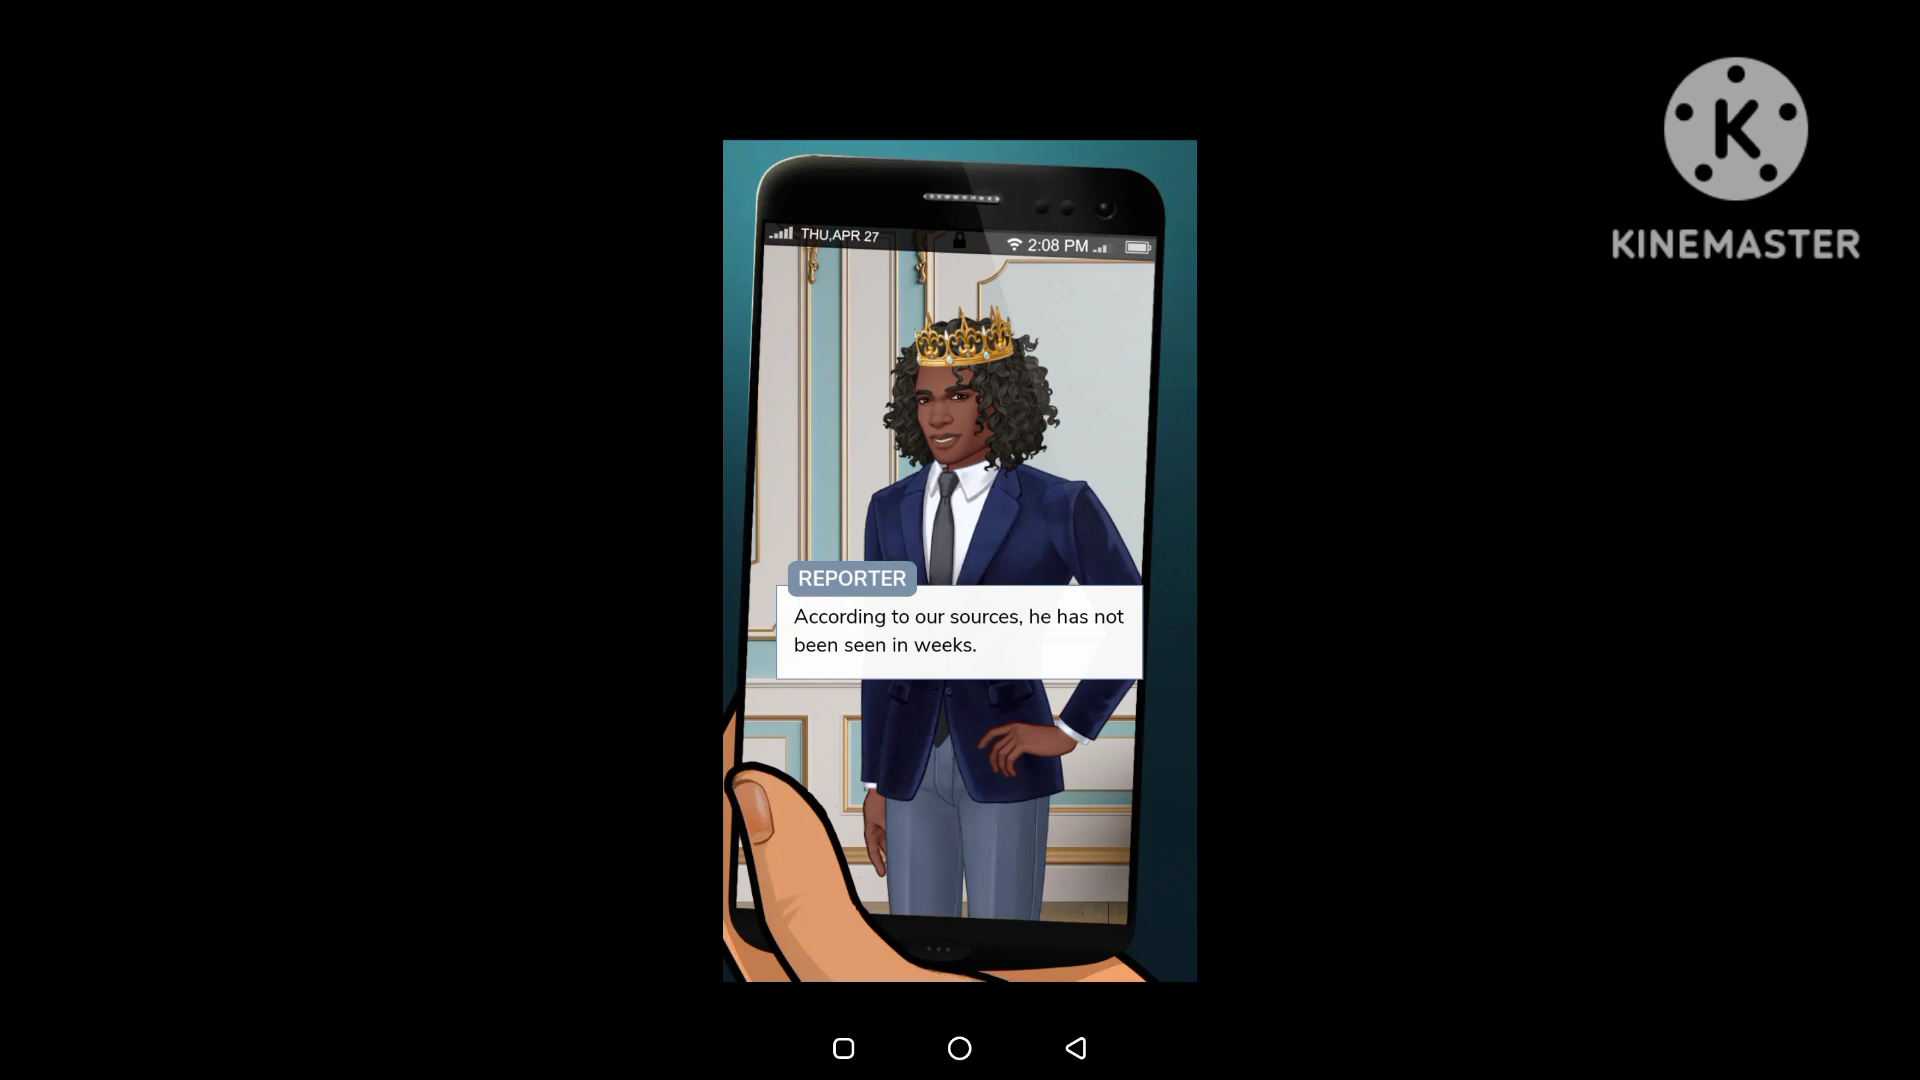 K
KINEMASTER
THU,APR 27
2:08 PM
REPORTER
According to our sources, he has not
been seen in weeks.